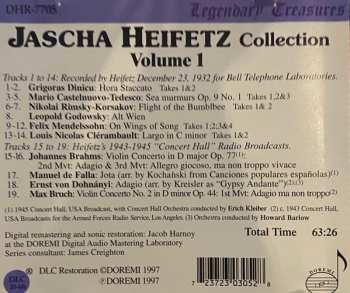 DHR-7705
Legendary Treasures
JASCHA HEIFETZ Collection
Volume 1
Tracks 1 to 14: Recorded by Heifetz December 23, 1932 for Bell Telephone Laboratories.
1-2. Grigoras Dinicu: Hora Staccato Takes 1&2
3-5. Mario Castelnuovo-Tedesco: Sea murmurs Op. 9 No. 1 Takes 1,2&3
6-7. Nikolai Rimsky-Korsakov: Flight of the Bumblbee Takes 1 & 2
8. Leopold Godowsky: Alt Wien
9-12. Felix Mendelssohn: On Wings of Song Takes 1,2;3&4
13-14. Louis Nicolas Clérambault: Largo in C minor Takes 1&2
Tracks 15 to 19: Heifetz's 1943-1945 "Concert Hall" Radio Broadcasts.
15-16. Johannes Brahms: Violin Concerto in D major Op. 77(1):
2nd Mvt: Adagio & 3rd Mvt: Allegro giocoso, ma non troppo vivace
17. Manuel de Falla: Jota (arr. by Kochański from Canciones populares españolas)(1)
18. Ernst von Dohnányi: Adagio (arr. by Kreisler as "Gypsy Andante")(3)
19. Max Bruch: Violin Concerto No. 2 in D minor Op. 44: 1st Mvt: Adagio ma non troppo(2)
(1) 1945 Concert Hall, USA Broadcast, with Concert Hall Orchestra conducted by Erich Kleiber (2) c. 1943 Concert Hall,
USA Broadcasts for the Armed Forces Radio Service, Los Angeles. (3) Orchestra conducted by Howard Barlow
Digital remastering and sonic restoration: Jacob Harnoy
at the DOREMI Digital Audio Mastering Laboratory
Series consultant: James Creighton
Total Time 63:26
DLC
20-bit
DLC Restoration ©DOREMI 1997
℗DOREMI 1997
7 23723 03052 8
DOREMI